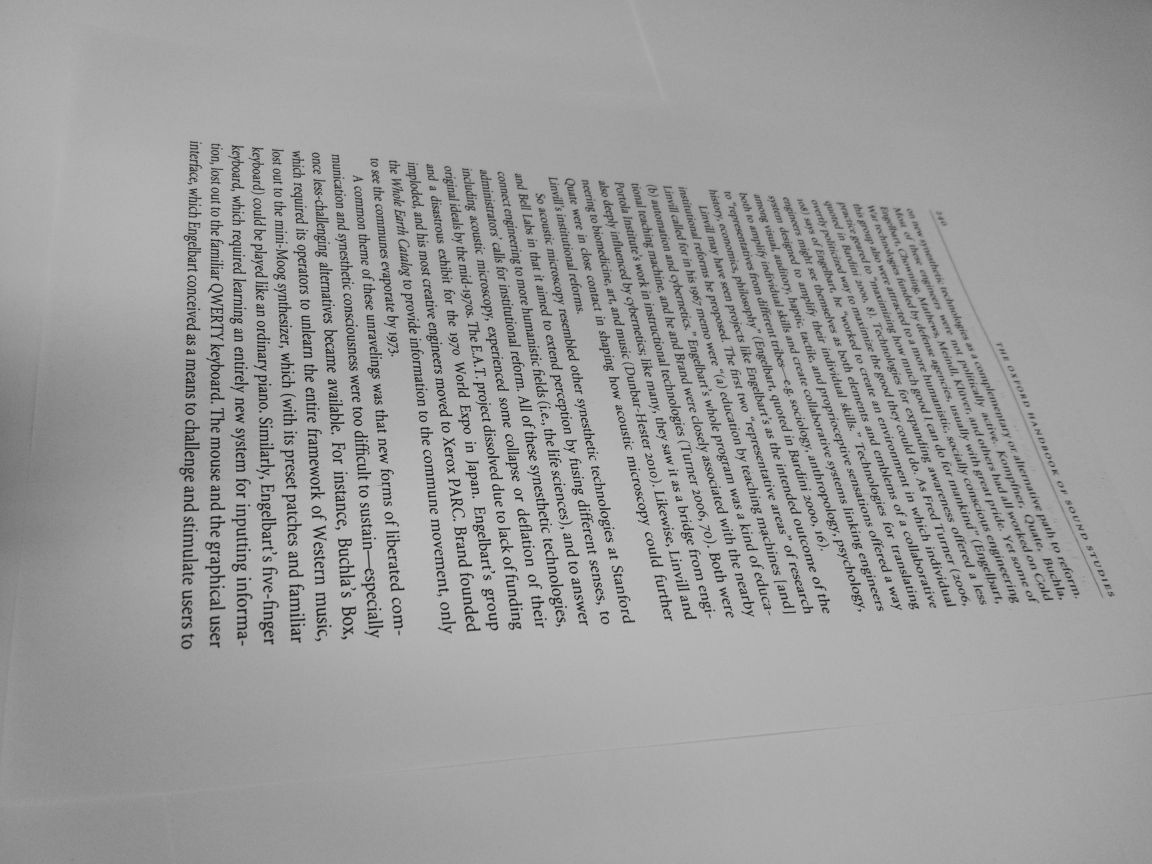 240 THE OXFORD HANDBOOK OF SOUND STUDIES
on new synesthetic technologies as a complementary or alternative path to reform.
Most of these engineers were not politically active. Kompfner, Quate, Buchla,
Engelbart, Chowning, Mathews, Meindl, Klüver, and others had all worked on Cold
War technologies funded by defense agencies, usually with great pride. Yet some of
this group also were attracted to a more humanistic, socially conscious engineering
practice geared to "maximizing how much good I can do for mankind" (Engelbart,
quoted in Bardini 2000, 8). Technologies for expanding awareness offered a less
overtly politicized way to maximize the good they could do. As Fred Turner (2006,
108) says of Engelbart, he "worked to create an environment in which individual
engineers might see themselves as both elements and emblems of a collaborative
system designed to amplify their individual skills." Technologies for translating
among visual, auditory, haptic, tactile, and proprioceptive sensations offered a way
both to amplify individual skills and create collaborative systems linking engineers
to "representatives from different tribes—e.g. sociology, anthropology, psychology,
history, economics, philosophy" (Engelbart, quoted in Bardini 2000, 16).
Linvill may have seen projects like Engelbart's as the intended outcome of the
institutional reforms he proposed. The first two "representative areas" of research
Linvill called for in his 1967 memo were "(a) education by teaching machines [and]
(b) automation and cybernetics." Engelbart's whole program was a kind of educa-
tional teaching machine, and he and Brand were closely associated with the nearby
Portola Institute's work in instructional technologies (Turner 2006, 70). Both were
also deeply influenced by cybernetics; like many, they saw it as a bridge from engi-
neering to biomedicine, art, and music (Dunbar-Hester 2010). Likewise, Linvill and
Quate were in close contact in shaping how acoustic microscopy could further
Linvill's institutional reforms.
So acoustic microscopy resembled other synesthetic technologies at Stanford
and Bell Labs in that it aimed to extend perception by fusing different senses, to
connect engineering to more humanistic fields (i.e., the life sciences), and to answer
administrators' calls for institutional reform. All of these synesthetic technologies,
including acoustic microscopy, experienced some collapse or deflation of their
original ideals by the mid-1970s. The E.A.T. project dissolved due to lack of funding
and a disastrous exhibit for the 1970 World Expo in Japan. Engelbart's group
imploded, and his most creative engineers moved to Xerox PARC. Brand founded
the Whole Earth Catalog to provide information to the commune movement, only
to see the communes evaporate by 1973.
A common theme of these unravelings was that new forms of liberated com-
munication and synesthetic consciousness were too difficult to sustain—especially
once less-challenging alternatives became available. For instance, Buchla's Box,
which required its operators to unlearn the entire framework of Western music,
lost out to the mini-Moog synthesizer, which (with its preset patches and familiar
keyboard) could be played like an ordinary piano. Similarly, Engelbart's five-finger
keyboard, which required learning an entirely new system for inputting informa-
tion, lost out to the familiar QWERTY keyboard. The mouse and the graphical user
interface, which Engelbart conceived as a means to challenge and stimulate users to